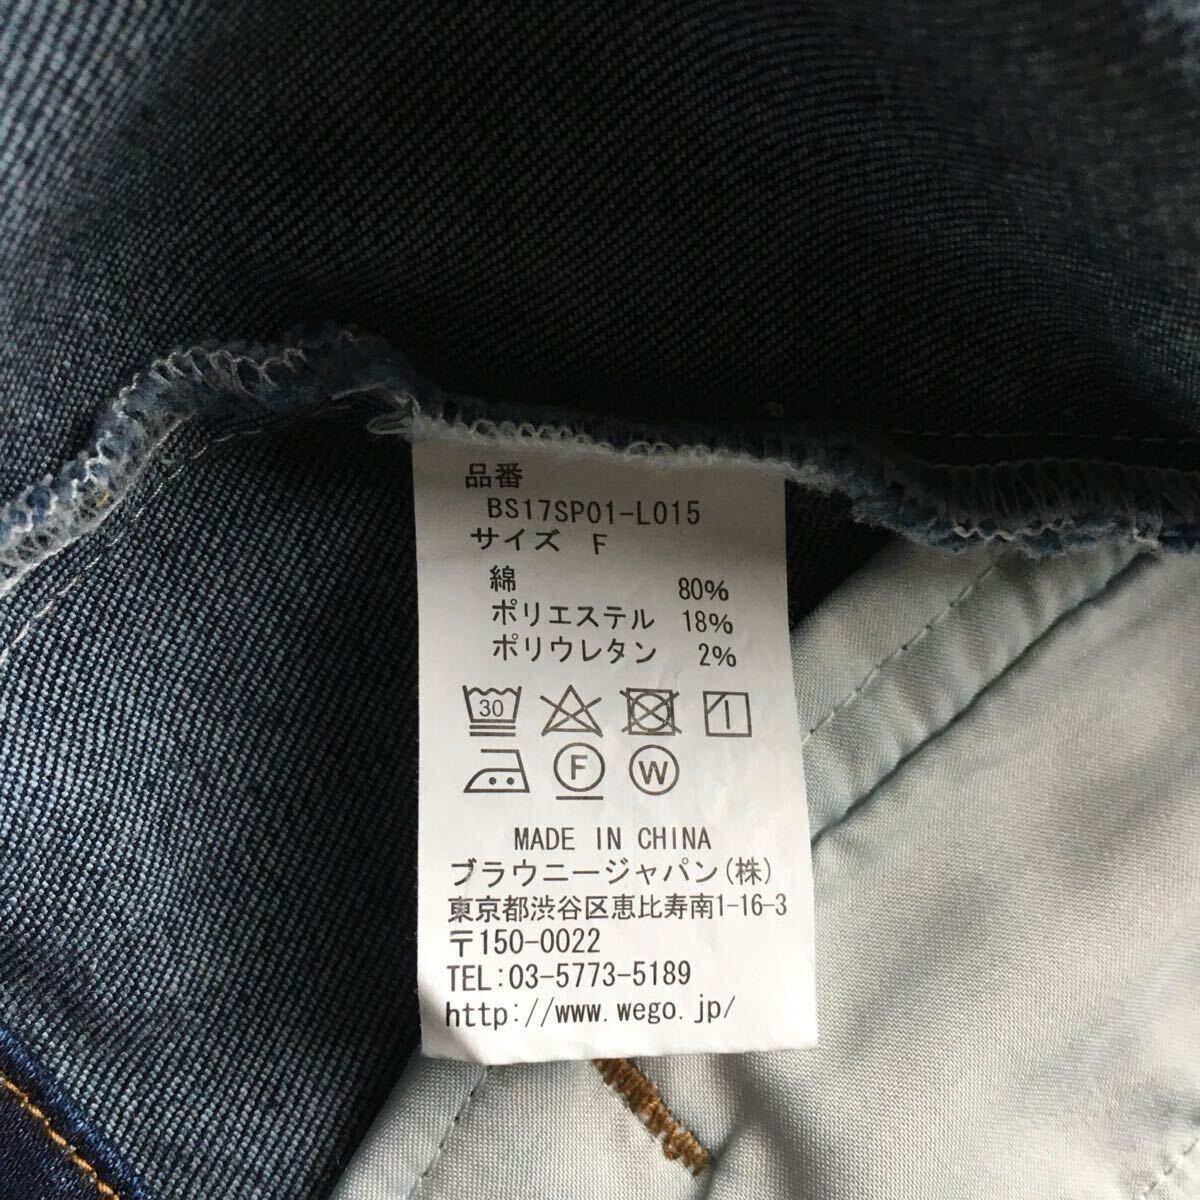 品番
BS17SP01-L015
サイズ F
綿 80%
ポリエステル 18%
ポリウレタン 2%
30
F W
MADE IN CHINA
ブラウニージャパン(株)
東京都渋谷区恵比寿南1-16-3
〒150-0022
TEL:03-5773-5189
http://www.wego.jp/